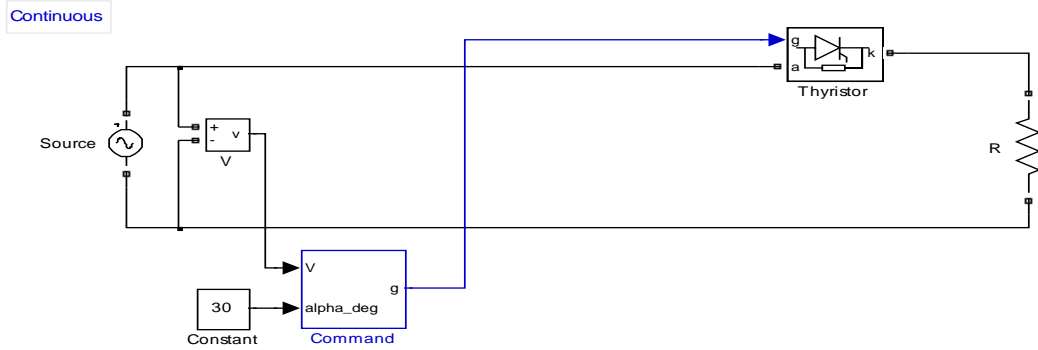 Continuous
g
k
a
Thyristor
Source
+
v
-
V
R
V
g
30
alpha_deg
Constant
Command